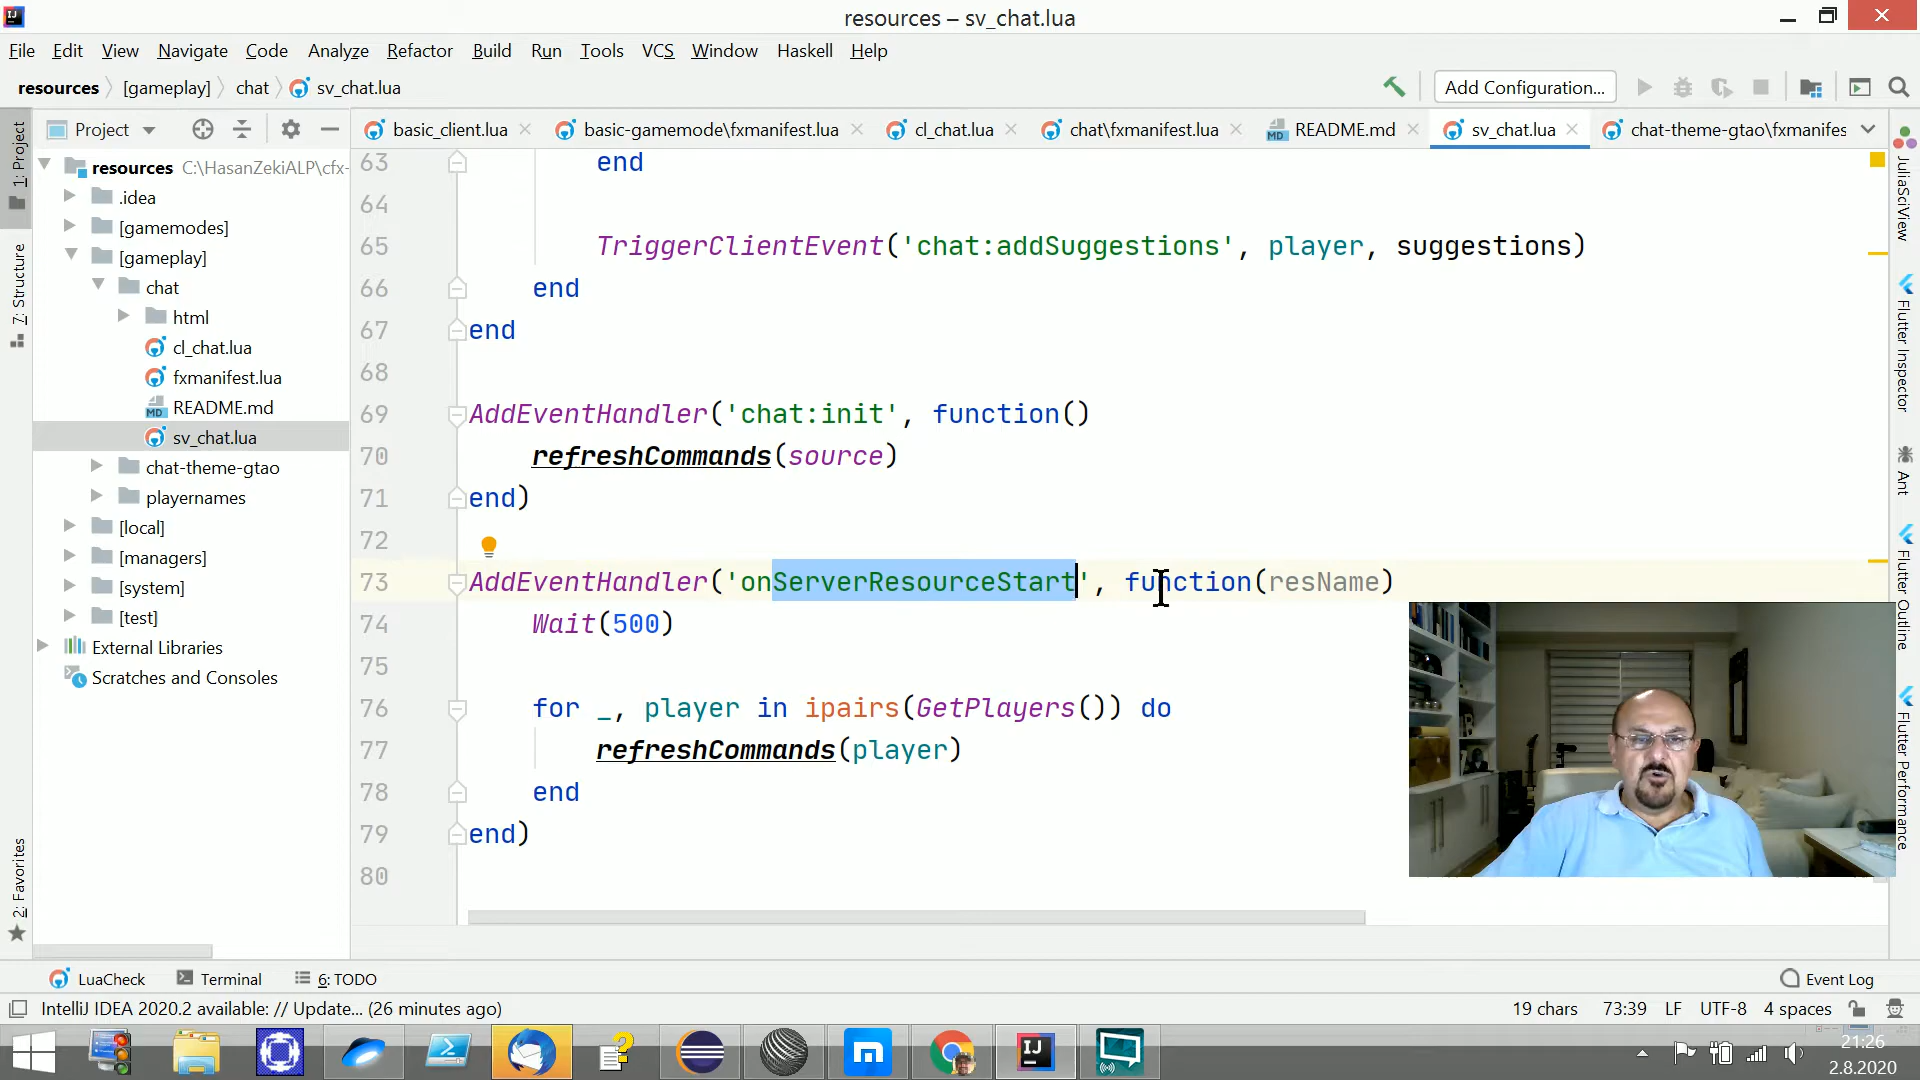 resources – sv_chat.lua
File Edit View Navigate Code Analyze Refactor Build Run Tools VCS Window Haskell Help
resources [gameplay] chat sv_chat.lua
Add Configuration...
Project
basic_client.lua basic-gamemode\fxmanifest.lua cl_chat.lua chat\fxmanifest.lua README.md sv_chat.lua chat-theme-gtao\fxmanifes
1: Project
7: Structure
2: Favorites
resources C:\HasanZekiALP\cfx-
.idea
[gamemodes]
[gameplay]
chat
html
cl_chat.lua
fxmanifest.lua
README.md
sv_chat.lua
chat-theme-gtao
playernames
[local]
[managers]
[system]
[test]
External Libraries
Scratches and Consoles
63 end
64
65 TriggerClientEvent('chat:addSuggestions', player, suggestions)
66 end
67 end
68
69 AddEventHandler('chat:init', function()
70 refreshCommands(source)
71 end)
72
73 AddEventHandler('onServerResourceStart', function(resName)
74 Wait(500)
75
76 for _, player in ipairs(GetPlayers()) do
77 refreshCommands(player)
78 end
79 end)
80
JuliaSciView
Flutter Inspector
Ant
Flutter Outline
Flutter Performance
LuaCheck Terminal 6: TODO Event Log
IntelliJ IDEA 2020.2 available: // Update... (26 minutes ago) 19 chars 73:39 LF UTF-8 4 spaces
21:26
2.8.2020